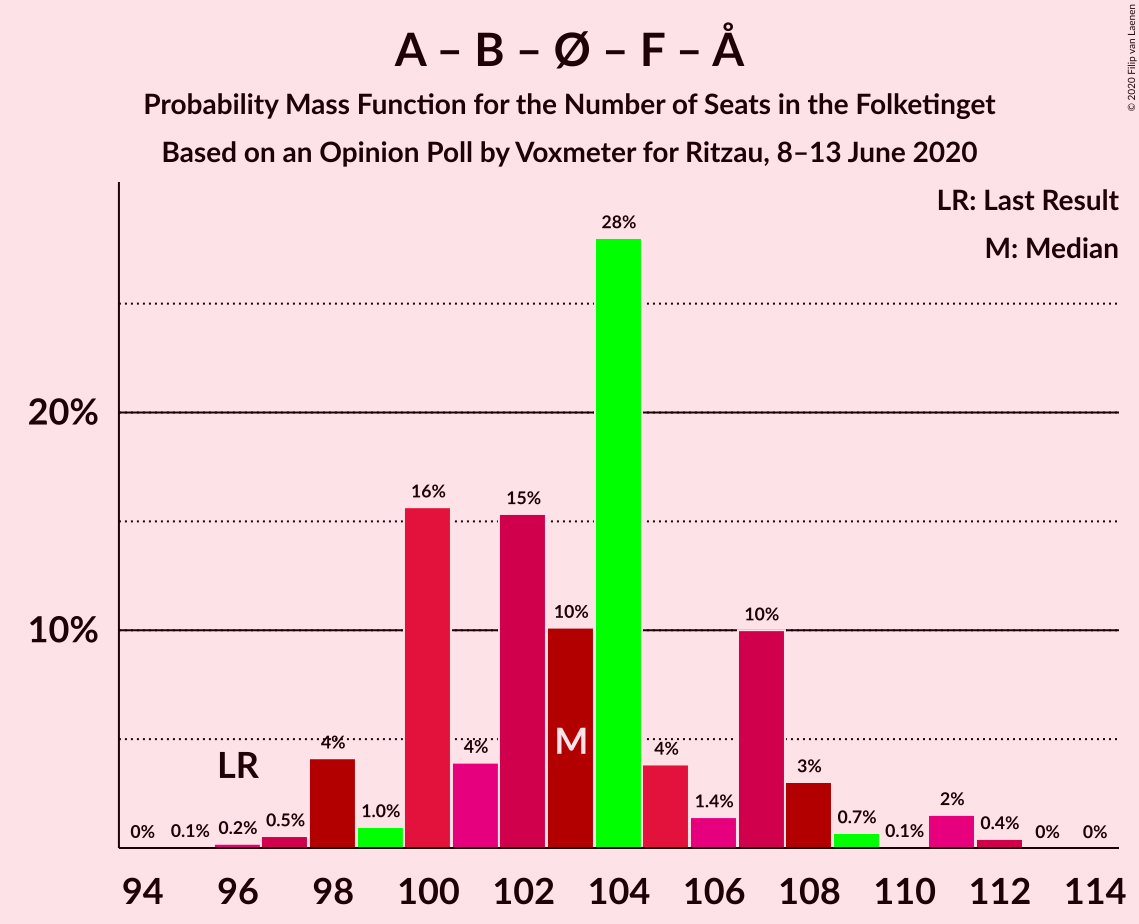 A – B – Ø – F – Å
Probability Mass Function for the Number of Seats in the Folketinget
Based on an Opinion Poll by Voxmeter for Ritzau, 8–13 June 2020
© 2020 Filip van Laenen
LR: Last Result
M: Median
28%
20%
16%
15%
10%
10%
10%
M
LR
4%
4%
4%
3%
2%
0%
0.1%
0.2%
0.5%
1.0%
1.4%
0.7%
0.1%
0.4%
0%
0%
94 96 98 100 102 104 106 108 110 112 114